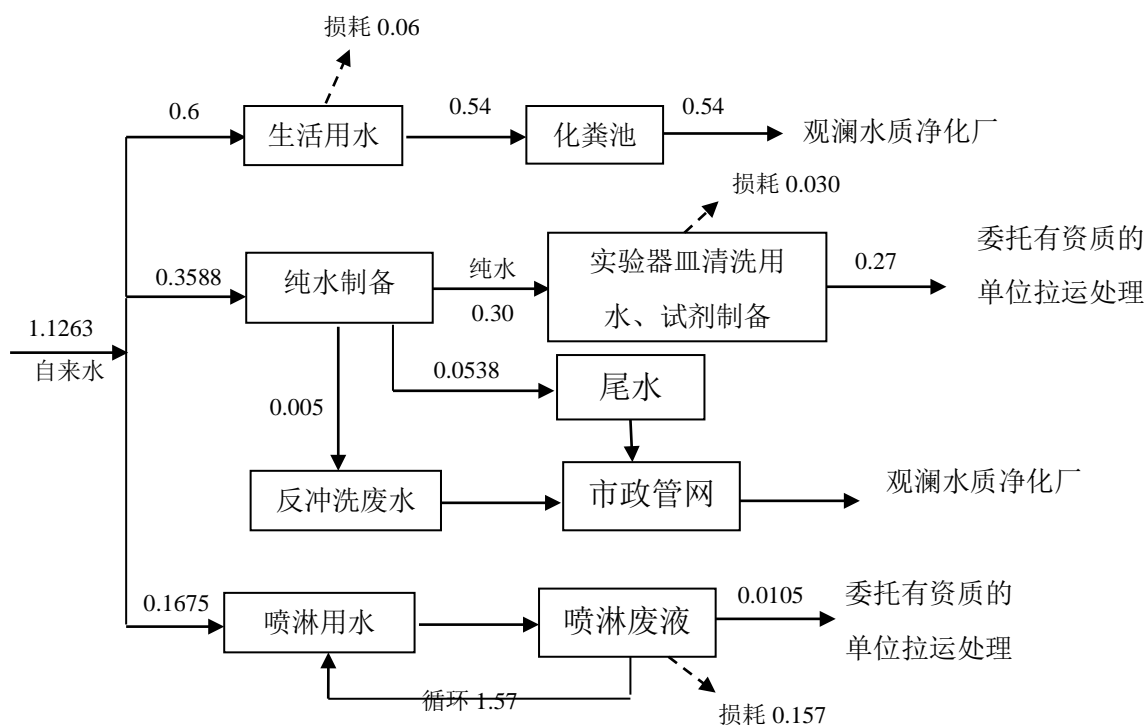 损耗 0.06
0.6
生活用水
0.54
化粪池
0.54
观澜水质净化厂
损耗 0.030
0.3588
纯水制备
纯水
0.30
实验器皿清洗用
水、试剂制备
0.27
委托有资质的
单位拉运处理
1.1263
自来水
0.0538
尾水
0.005
反冲洗废水
市政管网
观澜水质净化厂
0.1675
喷淋用水
喷淋废液
0.0105
委托有资质的
单位拉运处理
循环 1.57
损耗 0.157